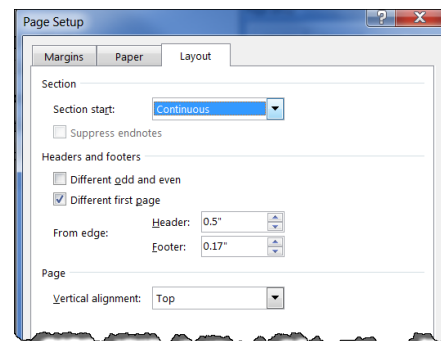 Page Setup
Margins Paper Layout
Section
Section start: Continuous
Suppress endnotes
Headers and footers
Different odd and even
Different first page
From edge: Header: 0.5"
Footer: 0.17"
Page
Vertical alignment: Top